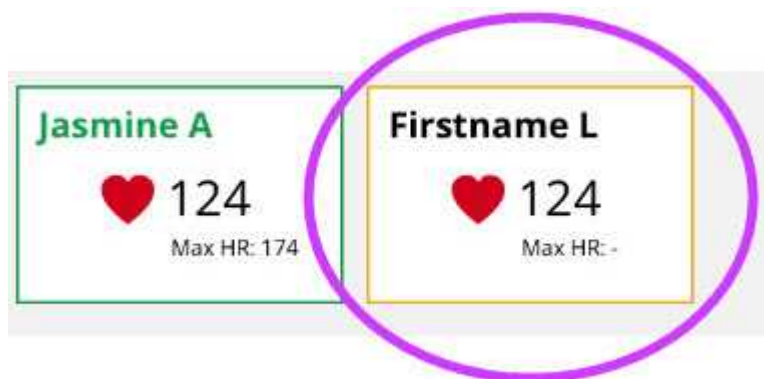 Jasmine A
124
Max HR: 174
Firstname L
124
Max HR: -